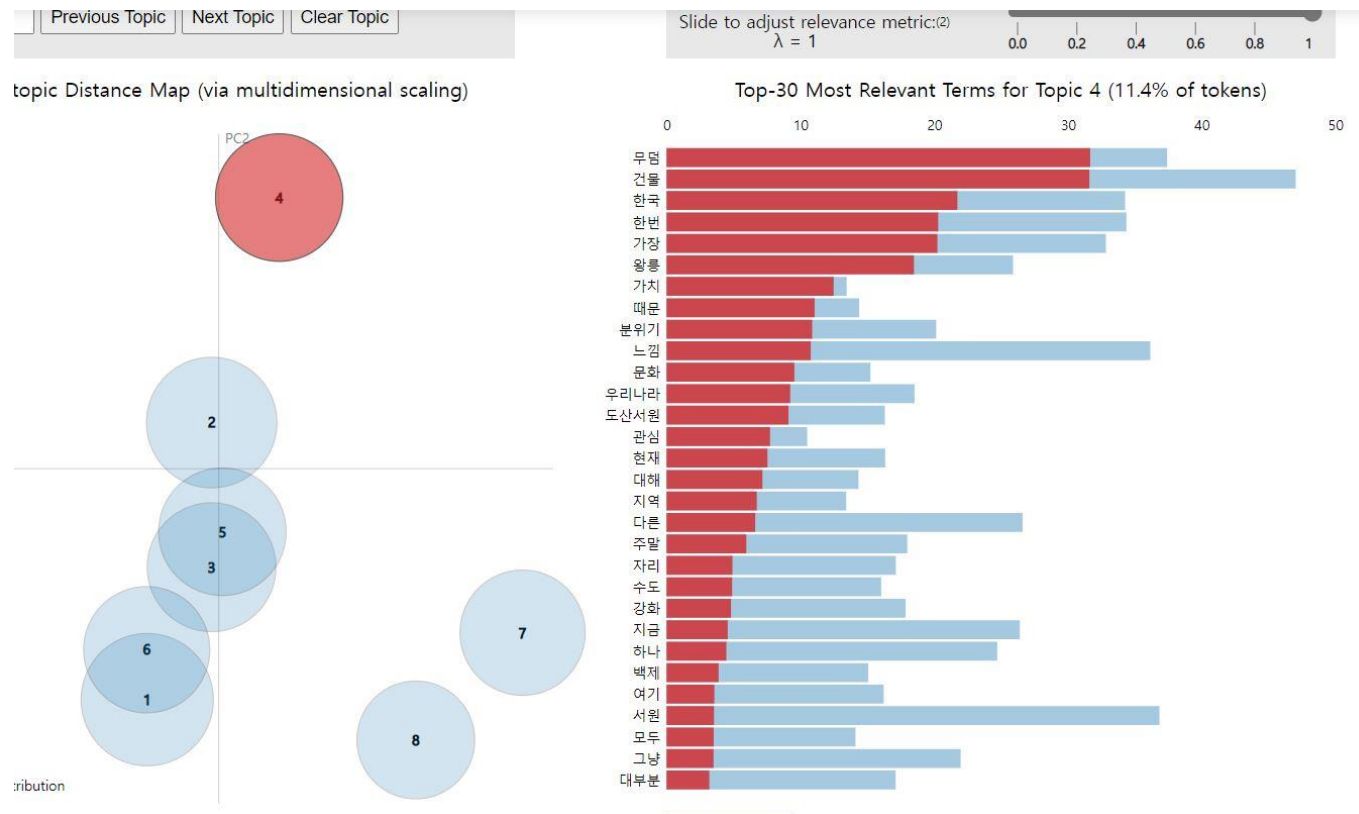 Previous Topic Next Topic Clear Topic
Slide to adjust relevance metric:(2)
λ = 1
0.0 0.2 0.4 0.6 0.8 1
topic Distance Map (via multidimensional scaling)
PC2
4
2
5
3
6
1
7
8
tribution
Top-30 Most Relevant Terms for Topic 4 (11.4% of tokens)
0 10 20 30 40 50
무덤
건물
한국
한번
가장
왕릉
가치
때문
분위기
느낌
문화
우리나라
도산서원
관심
현재
대해
지역
다른
주말
자리
수도
강화
지금
하나
백제
여기
서원
모두
그냥
대부분